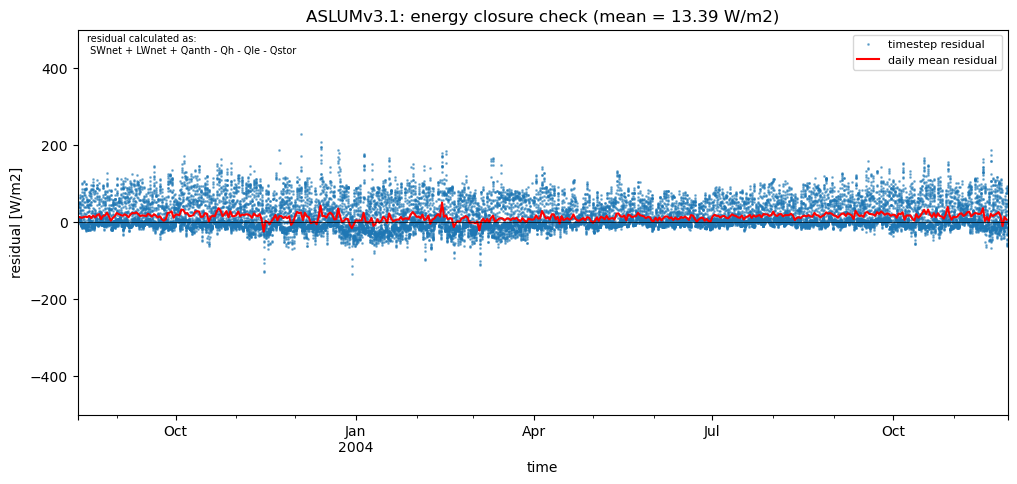 ASLUMv3.1: energy closure check (mean = 13.39 W/m2)
residual calculated as:
SWnet + LWnet + Qanth - Qh - Qle - Qstor
timestep residual
daily mean residual
residual [W/m2]
400
200
0
−200
−400
Oct
Jan
2004
Apr
Jul
Oct
time